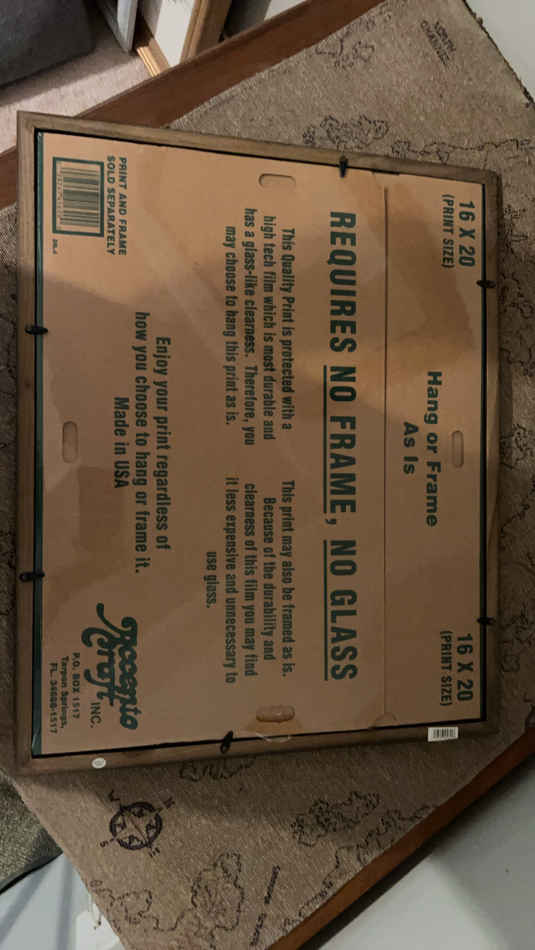 16 X 20
(PRINT SIZE)
Hang or Frame
As Is
16 X 20
(PRINT SIZE)
REQUIRES NO FRAME, NO GLASS
This Quality Print is protected with a
high tech film which is most durable and
has a glass-like clearness. Therefore, you
may choose to hang this print as is.
This print may also be framed as is.
Because of the durability and
clearness of this film you may find
it less expensive and unnecessary to
use glass.
Enjoy your print regardless of
how you choose to hang or frame it.
Made in USA
PRINT AND FRAME
SOLD SEPARATELY
Accents
Craft INC.
P.O. BOX 1517
Tarpon Springs,
FL. 34688-1517